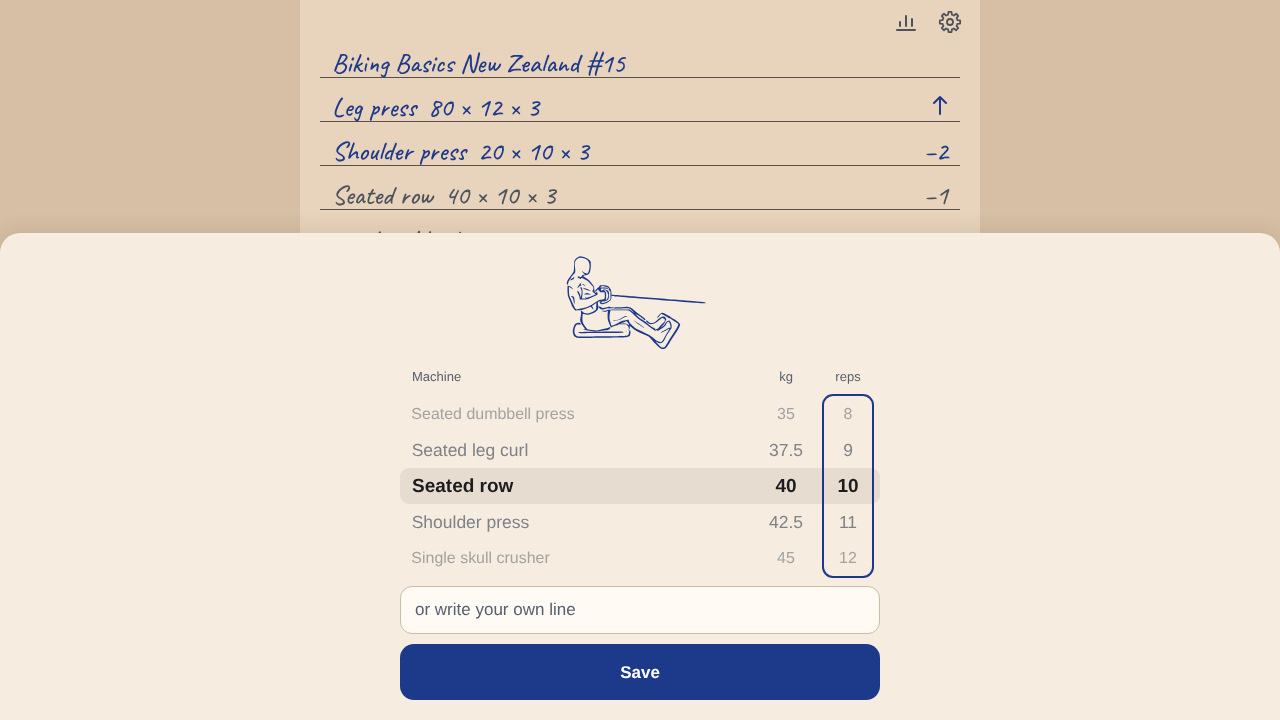 Biking Basics New Zealand #15
Leg press 80 × 12 × 3 ↑
Shoulder press 20 × 10 × 3 −2
Seated row 40 × 10 × 3 −1
Machine kg reps
Seated dumbbell press 35 8
Seated leg curl 37.5 9
Seated row 40 10
Shoulder press 42.5 11
Single skull crusher 45 12
or write your own line
Save